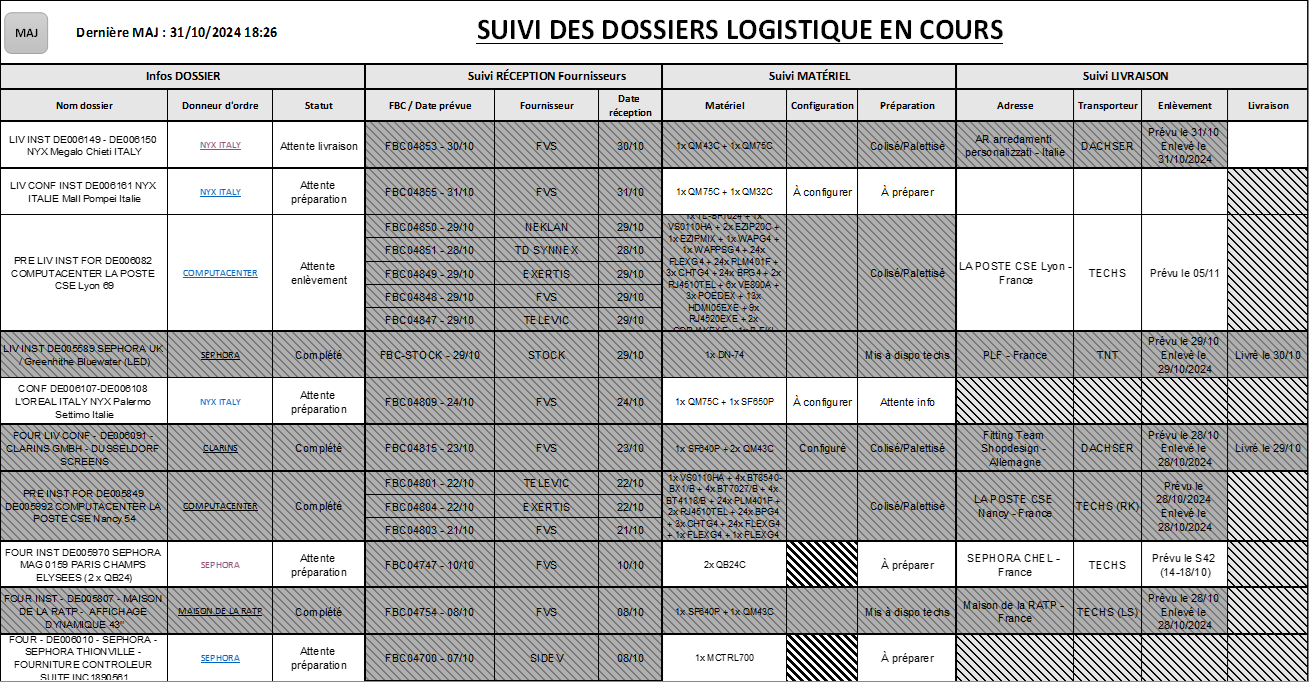 MAJ
Dernière MAJ : 31/10/2024 18:26
SUIVI DES DOSSIERS LOGISTIQUE EN COURS
Infos DOSSIER
Suivi RÉCEPTION Fournisseurs
Suivi MATÉRIEL
Suivi LIVRAISON
Nom dossier
Donneur d'ordre
Statut
FBC / Date prévue
Fournisseur
Date
réception
Matériel
Configuration
Préparation
Adresse
Transporteur
Enlèvement
Livraison
LIV INST DE006149 - DE006150
NYX Megalo Chieti ITALY
NYX ITALY
Attente livraison
FBC04853 - 30/10
FVS
30/10
1x QM43C + 1x QM75C
Colisé/Palettisé
AR arredamenti
personalizzati - Italie
DACHSER
Prévu le 31/10
Enlevé le
31/10/2024
LIV CONF INST DE006161 NYX
ITALIE Mall Pompei Italie
NYX ITALY
Attente
préparation
FBC04855 - 31/10
FVS
31/10
1x QM75C + 1x QM32C
À configurer
À préparer
PRE LIV INST FOR DE006082
COMPUTACENTER LA POSTE
CSE Lyon 69
COMPUTACENTER
Attente
enlèvement
FBC04850 - 29/10
NEKLAN
29/10
FBC04851 - 28/10
TD SYNNEX
28/10
FBC04849 - 29/10
EXERTIS
29/10
FBC04848 - 29/10
FVS
29/10
FBC04847 - 29/10
TELEVIC
29/10
1x TL-SF1024 + 1x
VS0110HA + 2x EZIP20C +
1x EZIPMIX + 1x WAPG4 +
1x WAPPSG4 + 24x
FLEXG4 + 24x PLM401F +
3x CHTG4 + 24x BPG4 + 2x
RJ4510TEL + 6x VE800A +
3x POEDEX + 13x
HDMI05EXE + 9x
RJ4520EXE + 2x
Colisé/Palettisé
LA POSTE CSE Lyon -
France
TECHS
Prévu le 05/11
LIV INST DE005589 SEPHORA UK
/ Greenhithe Bluewater (LED)
SEPHORA
Complété
FBC-STOCK - 29/10
STOCK
29/10
1x DN-74
Mis à dispo techs
PLF - France
TNT
Prévu le 29/10
Enlevé le
29/10/2024
Livré le 30/10
CONF DE006107-DE006108
L'OREAL ITALY NYX Palermo
Settimo Italie
NYX ITALY
Attente
préparation
FBC04809 - 24/10
FVS
24/10
1x QM75C + 1x SF650P
À configurer
Attente info
FOUR LIV CONF - DE006091 -
CLARINS GMBH - DUSSELDORF
SCREENS
CLARINS
Complété
FBC04815 - 23/10
FVS
23/10
1x SF640P + 2x QM43C
Configuré
Colisé/Palettisé
Fitting Team
Shopdesign -
Allemagne
DACHSER
Prévu le 28/10
Enlevé le
28/10/2024
Livré le 29/10
PRE INST FOR DE005849
DE005992 COMPUTACENTER LA
POSTE CSE Nancy 54
COMPUTACENTER
Complété
FBC04801 - 22/10
TELEVIC
22/10
FBC04804 - 22/10
EXERTIS
22/10
FBC04803 - 21/10
FVS
21/10
1x VS0110HA + 4x BT8540-
BX1/B + 4x BT7027/B + 4x
BT4118/B + 24x PLM401F +
2x RJ4510TEL + 24x BPG4
+ 3x CHTG4 + 24x FLEXG4
+ 1x FLEXG4 + 1x FLEXG4
Colisé/Palettisé
LA POSTE CSE
Nancy - France
TECHS (RK)
Prévu le
28/10/2024
Enlevé le
28/10/2024
FOUR INST DE005970 SEPHORA
MAG 0159 PARIS CHAMPS
ELYSEES (2 x QB24)
SEPHORA
Attente
préparation
FBC04747 - 10/10
FVS
10/10
2x QB24C
À préparer
SEPHORA CHEL -
France
TECHS
Prévu le S42
(14-18/10)
FOUR INST - DE005807 - MAISON
DE LA RATP - AFFICHAGE
DYNAMIQUE 43"
MAISON DE LA RATP
Complété
FBC04754 - 08/10
FVS
08/10
1x SF640P + 1x QM43C
Mis à dispo techs
Maison de la RATP -
France
TECHS (LS)
Prévu le 28/10
Enlevé le
28/10/2024
FOUR - DE006010 - SEPHORA -
SEPHORA THIONVILLE -
FOURNITURE CONTROLEUR
SUITE INC1890561
SEPHORA
Attente
préparation
FBC04700 - 07/10
SIDEV
08/10
1x MCTRL700
À préparer